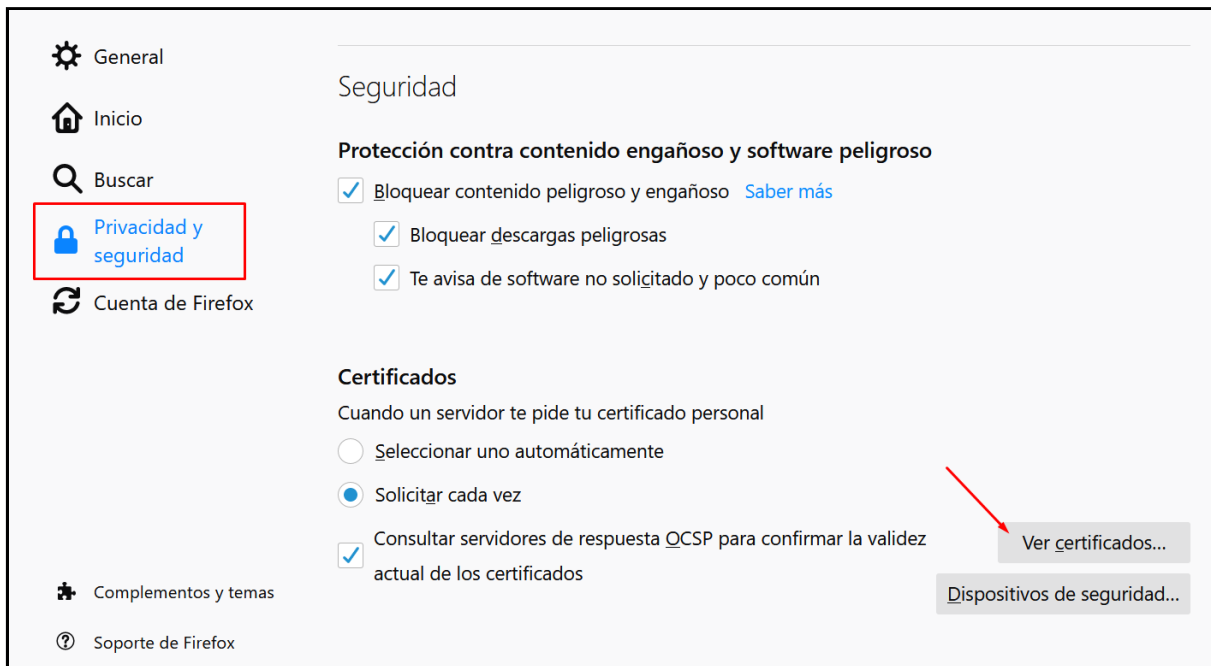 General
Inicio
Buscar
Privacidad y
seguridad
Cuenta de Firefox
Complementos y temas
Soporte de Firefox
Seguridad
Protección contra contenido engañoso y software peligroso
Bloquear contenido peligroso y engañoso Saber más
Bloquear descargas peligrosas
Te avisa de software no solicitado y poco común
Certificados
Cuando un servidor te pide tu certificado personal
Seleccionar uno automáticamente
Solicitar cada vez
Consultar servidores de respuesta OCSP para confirmar la validez
actual de los certificados
Ver certificados...
Dispositivos de seguridad...